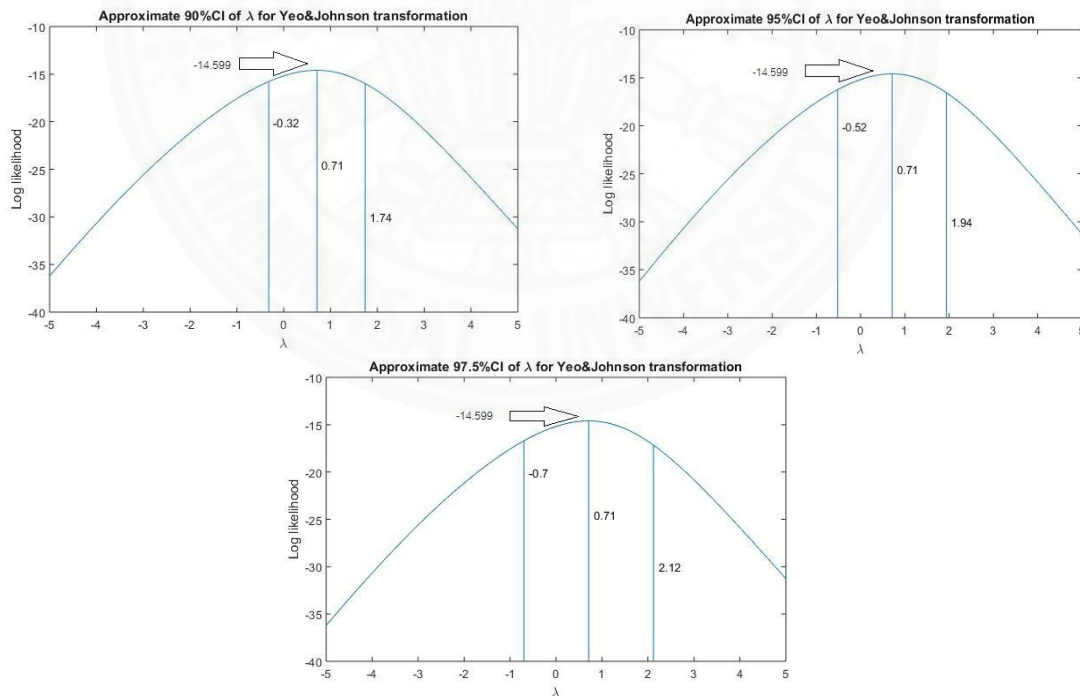 Approximate 90%CI of λ for Yeo&Johnson transformation
-10
-15
-20
-25
-30
-35
-40
Log likelihood
-14.599
-0.32
0.71
1.74
-5 -4 -3 -2 -1 0 1 2 3 4 5
λ
Approximate 95%CI of λ for Yeo&Johnson transformation
-10
-15
-20
-25
-30
-35
-40
Log likelihood
-14.599
-0.52
0.71
1.94
-5 -4 -3 -2 -1 0 1 2 3 4 5
λ
Approximate 97.5%CI of λ for Yeo&Johnson transformation
-10
-15
-20
-25
-30
-35
-40
Log likelihood
-14.599
-0.7
0.71
2.12
-5 -4 -3 -2 -1 0 1 2 3 4 5
λ